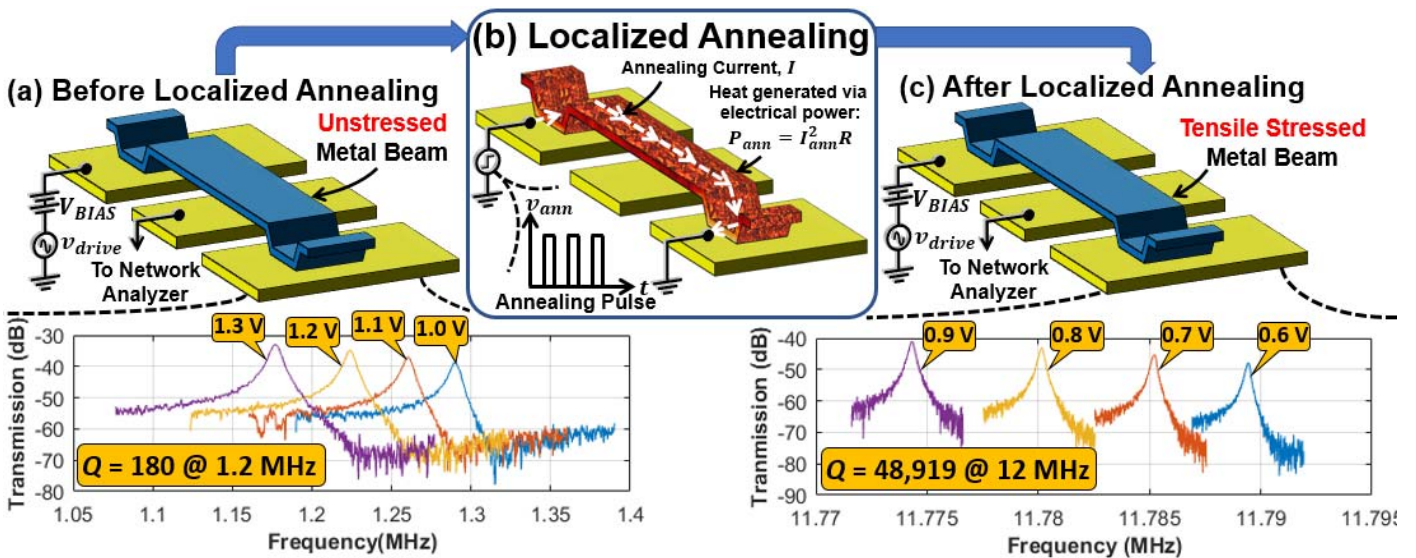 (b) Localized Annealing
(a) Before Localized Annealing
Unstressed
Metal Beam
V_BIAS
v_drive
To Network
Analyzer
Annealing Current, I
Heat generated via
electrical power:
P_ann = I²_ann R
v_ann
t
Annealing Pulse
(c) After Localized Annealing
Tensile Stressed
Metal Beam
V_BIAS
v_drive
To Network
Analyzer
1.3 V
1.2 V
1.1 V
1.0 V
Transmission (dB)
-30
-40
-50
-60
-70
-80
Q = 180 @ 1.2 MHz
1.05
1.1
1.15
1.2
1.25
1.3
1.35
1.4
Frequency(MHz)
0.9 V
0.8 V
0.7 V
0.6 V
Tranmission (dB)
-40
-50
-60
-70
-80
-90
Q = 48,919 @ 12 MHz
11.77
11.775
11.78
11.785
11.79
11.795
Frequency (MHz)